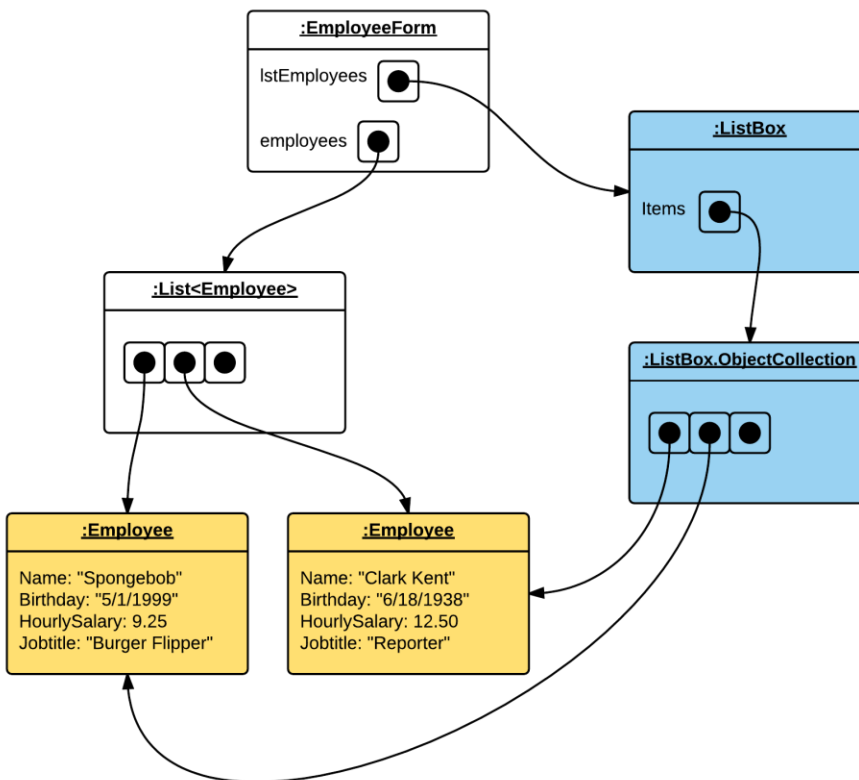 :EmployeeForm
lstEmployees
employees
:ListBox
Items
:List<Employee>
:ListBox.ObjectCollection
:Employee
Name: "Spongebob"
Birthday: "5/1/1999"
HourlySalary: 9.25
Jobtitle: "Burger Flipper"
:Employee
Name: "Clark Kent"
Birthday: "6/18/1938"
HourlySalary: 12.50
Jobtitle: "Reporter"